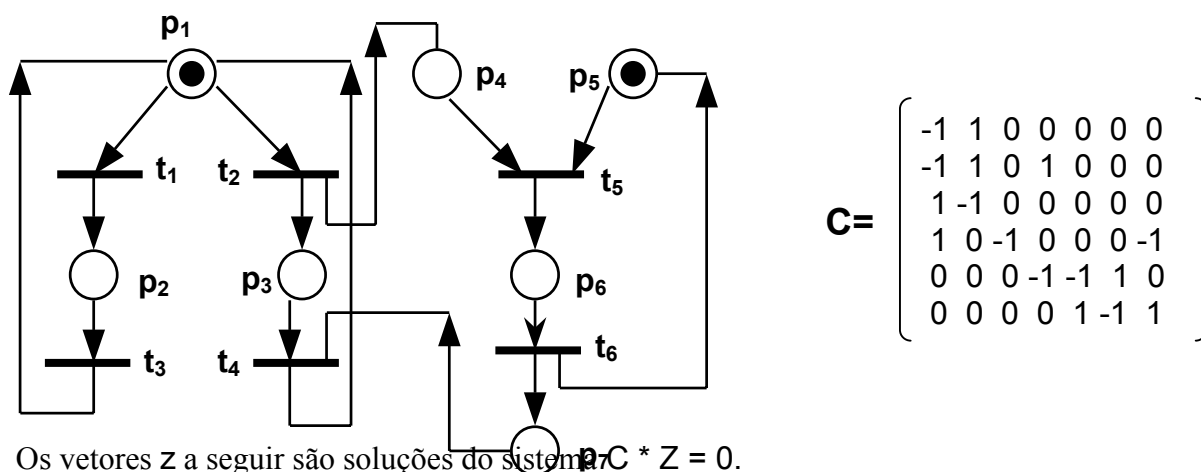 p1
p4
p5
t1
t2
t5
p2
p3
p6
t3
t4
t6
p7
C=
-1 1 0 0 0 0 0
-1 1 0 1 0 0 0
1 -1 0 0 0 0 0
1 0 -1 0 0 0 -1
0 0 0 -1 -1 1 0
0 0 0 0 1 -1 1
Os vetores z a seguir são soluções do sistema C * Z = 0.